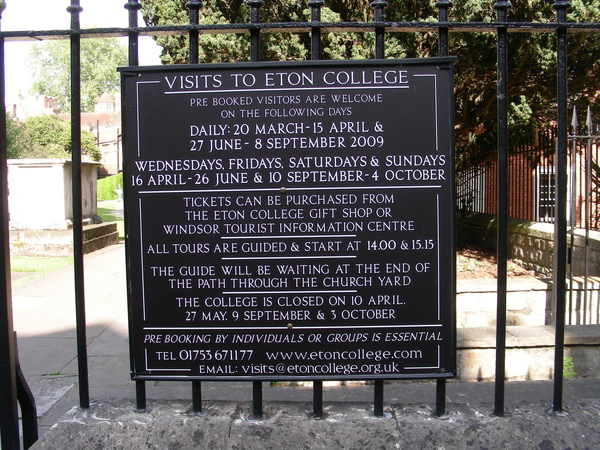 VISITS TO ETON COLLEGE
PRE BOOKED VISITORS ARE WELCOME
ON THE FOLLOWING DAYS
DAILY: 20 MARCH-15 APRIL &
27 JUNE- 8 SEPTEMBER 2009
WEDNESDAYS, FRIDAYS, SATURDAYS & SUNDAYS
16 APRIL-26 JUNE & 10 SEPTEMBER-4 OCTOBER
TICKETS CAN BE PURCHASED FROM
THE ETON COLLEGE GIFT SHOP OR
WINDSOR TOURIST INFORMATION CENTRE
ALL TOURS ARE GUIDED & START AT 14.00 & 15.15
THE GUIDE WILL BE WAITING AT THE END OF
THE PATH THROUGH THE CHURCH YARD
THE COLLEGE IS CLOSED ON 10 APRIL.
27 MAY, 9 SEPTEMBER & 3 OCTOBER
PRE BOOKING BY INDIVIDUALS OR GROUPS IS ESSENTIAL
TEL 01753 671177 www.etoncollege.com
EMAIL: visits@etoncollege.org.uk